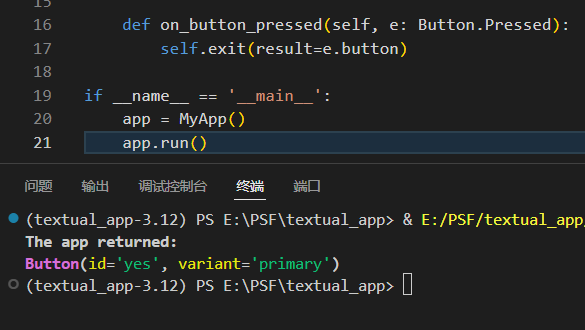 15
16 def on_button_pressed(self, e: Button.Pressed):
17 self.exit(result=e.button)
18
19 if __name__ == '__main__':
20 app = MyApp()
21 app.run()
问题 输出 调试控制台 终端 端口
(textual_app-3.12) PS E:\PSF\textual_app> & E:/PSF/textual_app
The app returned:
Button(id='yes', variant='primary')
(textual_app-3.12) PS E:\PSF\textual_app>